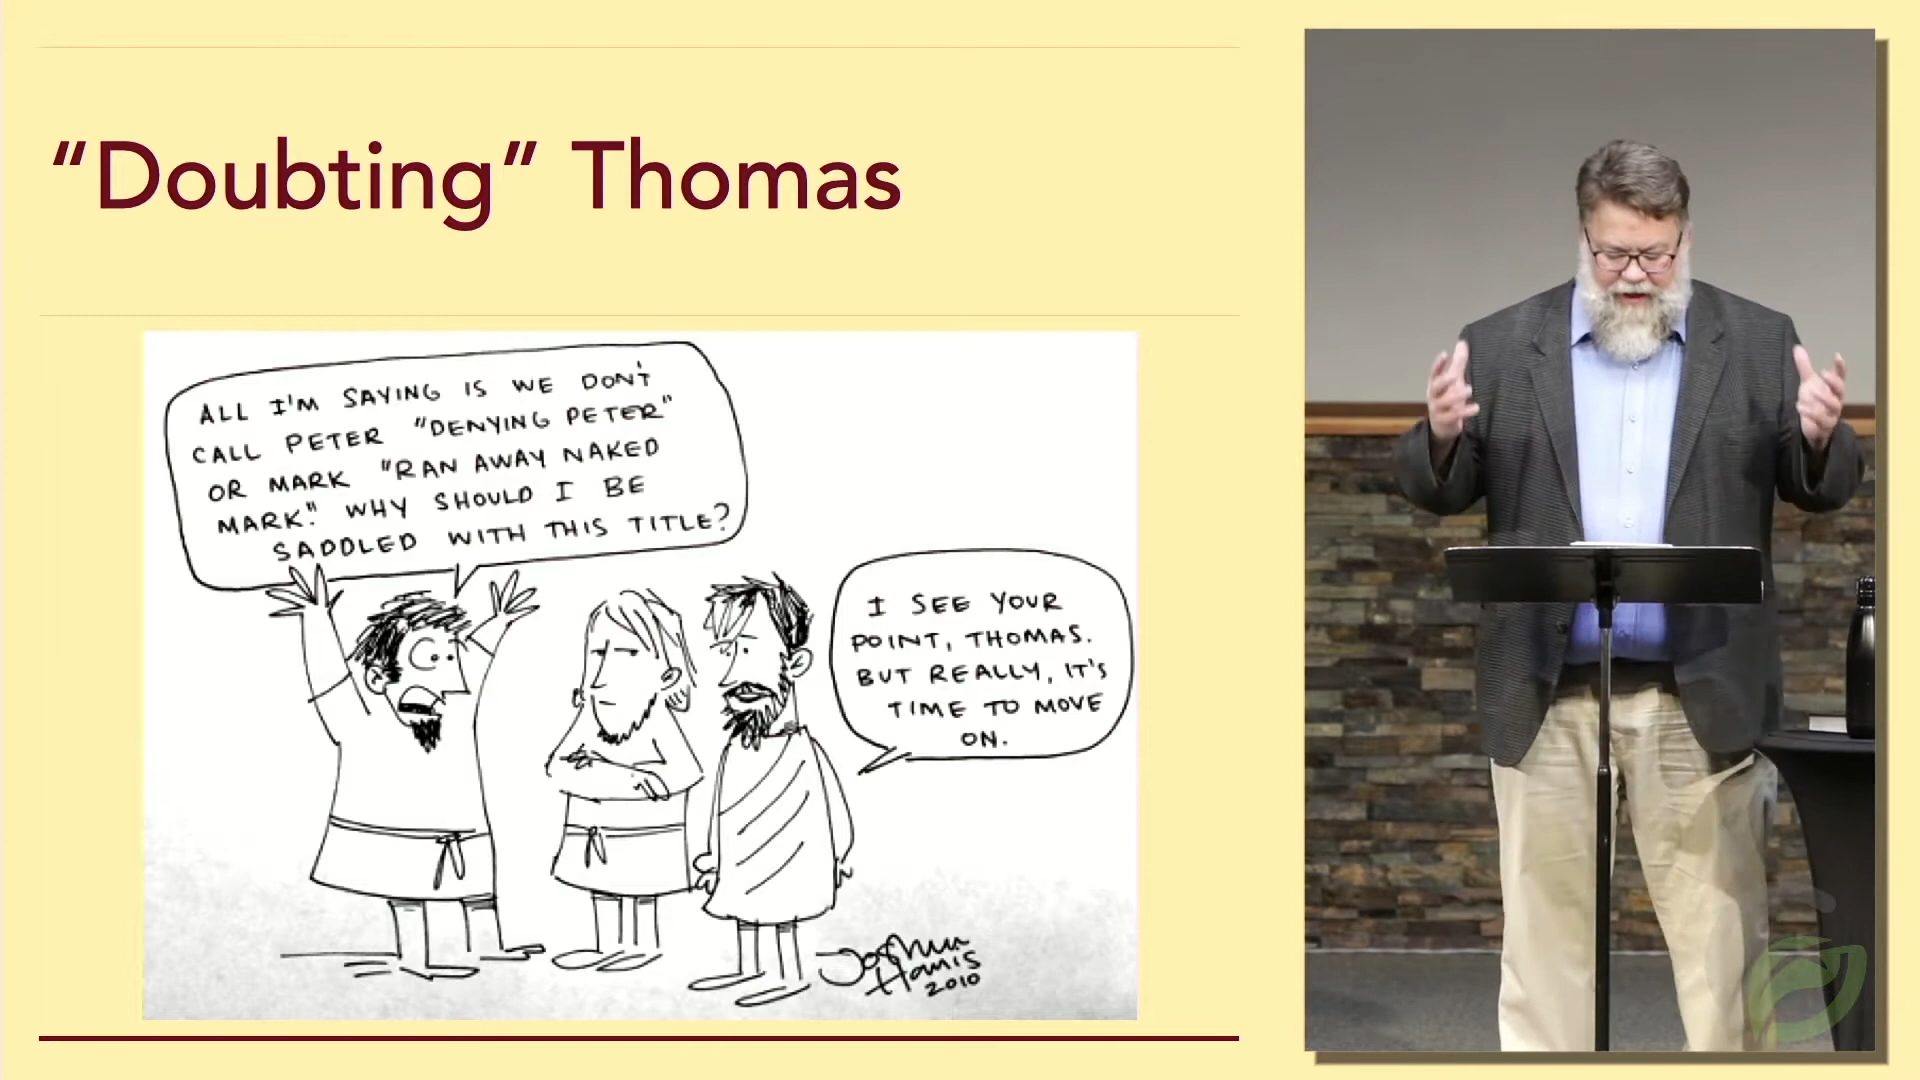 “Doubting” Thomas
ALL I'M SAYING IS WE DON'T
CALL PETER "DENYING PETER"
OR MARK "RAN AWAY NAKED
MARK." WHY SHOULD I BE
SADDLED WITH THIS TITLE?
I SEE YOUR
POINT, THOMAS.
BUT REALLY, IT'S
TIME TO MOVE
ON.
Joshua
Harris
2010